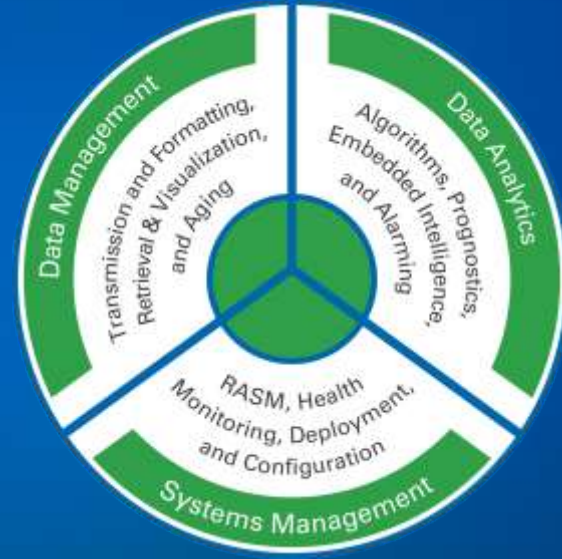 Data Management
Transmission and Formatting,
Retrieval & Visualization,
and Aging
Data Analytics
Algorithms, Prognostics,
Embedded Intelligence,
and Alarming
RASM, Health
Monitoring, Deployment,
and Configuration
Systems Management